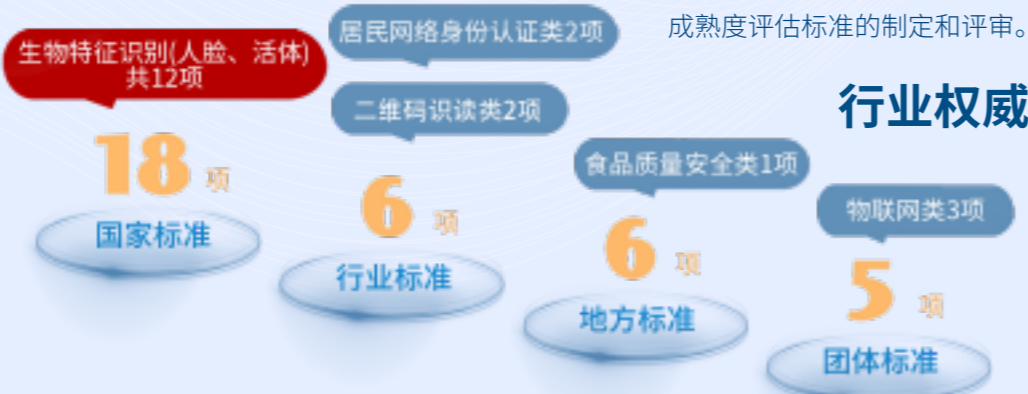 成熟度评估标准的制定和评审。
行业权威
生物特征识别(人脸、活体)
共12项
18 项
国家标准
居民网络身份认证类2项
二维码识读类2项
6 项
行业标准
食品质量安全类1项
6 项
地方标准
物联网类3项
5 项
团体标准